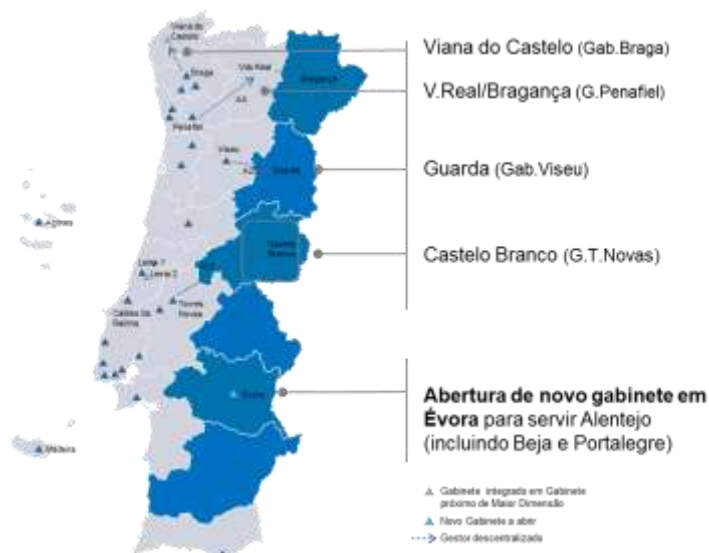 Viana do
Castelo
Braga
Vila Real
Bragança
Penafiel
Viseu
Guarda
Açores
Castelo
Branco
Leiria 1
Leiria 2
Torres
Novas
Caldas da
Rainha
Évora
Madeira
Viana do Castelo (Gab.Braga)
V.Real/Bragança (G.Penafiel)
Guarda (Gab.Viseu)
Castelo Branco (G.T.Novas)
Abertura de novo gabinete em
Évora para servir Alentejo
(incluindo Beja e Portalegre)
Gabinete integrado em Gabinete
próximo de Maior Dimensão
Novo Gabinete a abrir
Gestor descentralizado